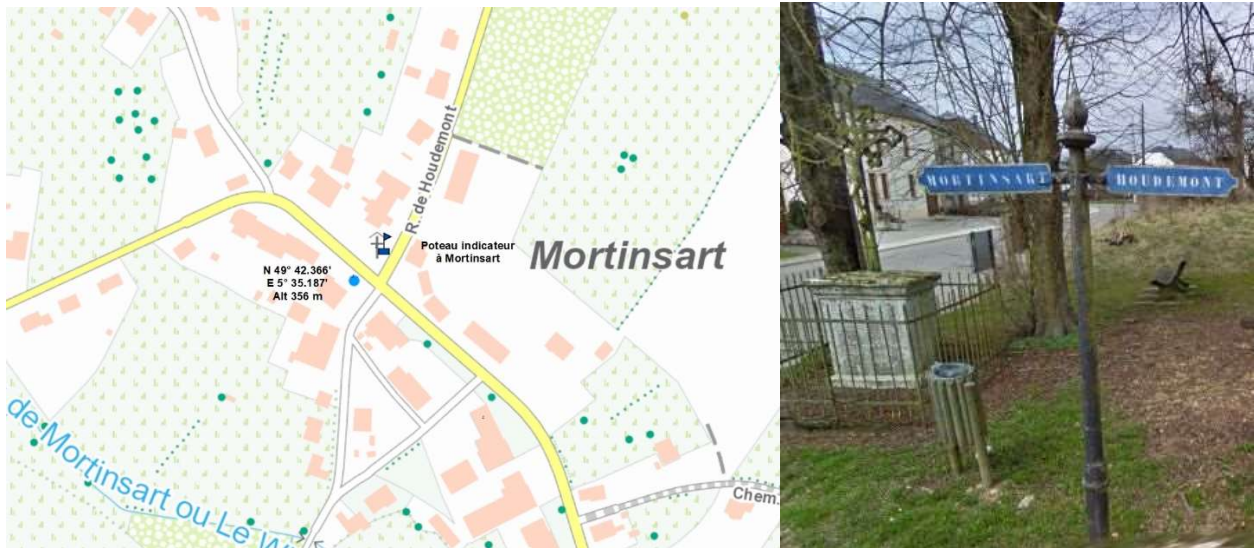 R. de Houdemont
Poteau indicateur
à Mortinsart
Mortinsart
N 49° 42.366'
E 5° 35.187'
Alt 356 m
de Mortinsart ou Le W
Chem.
MORTINSART
HOUDEMONT